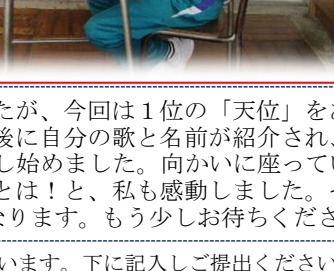 たが、今回は１位の「天位」を
後に自分の歌と名前が紹介され、
し始めました。向かいに座ってい
とは！と、私も感動しました。
なります。もう少しお待ちくださ
います。下に記入しご提出ください